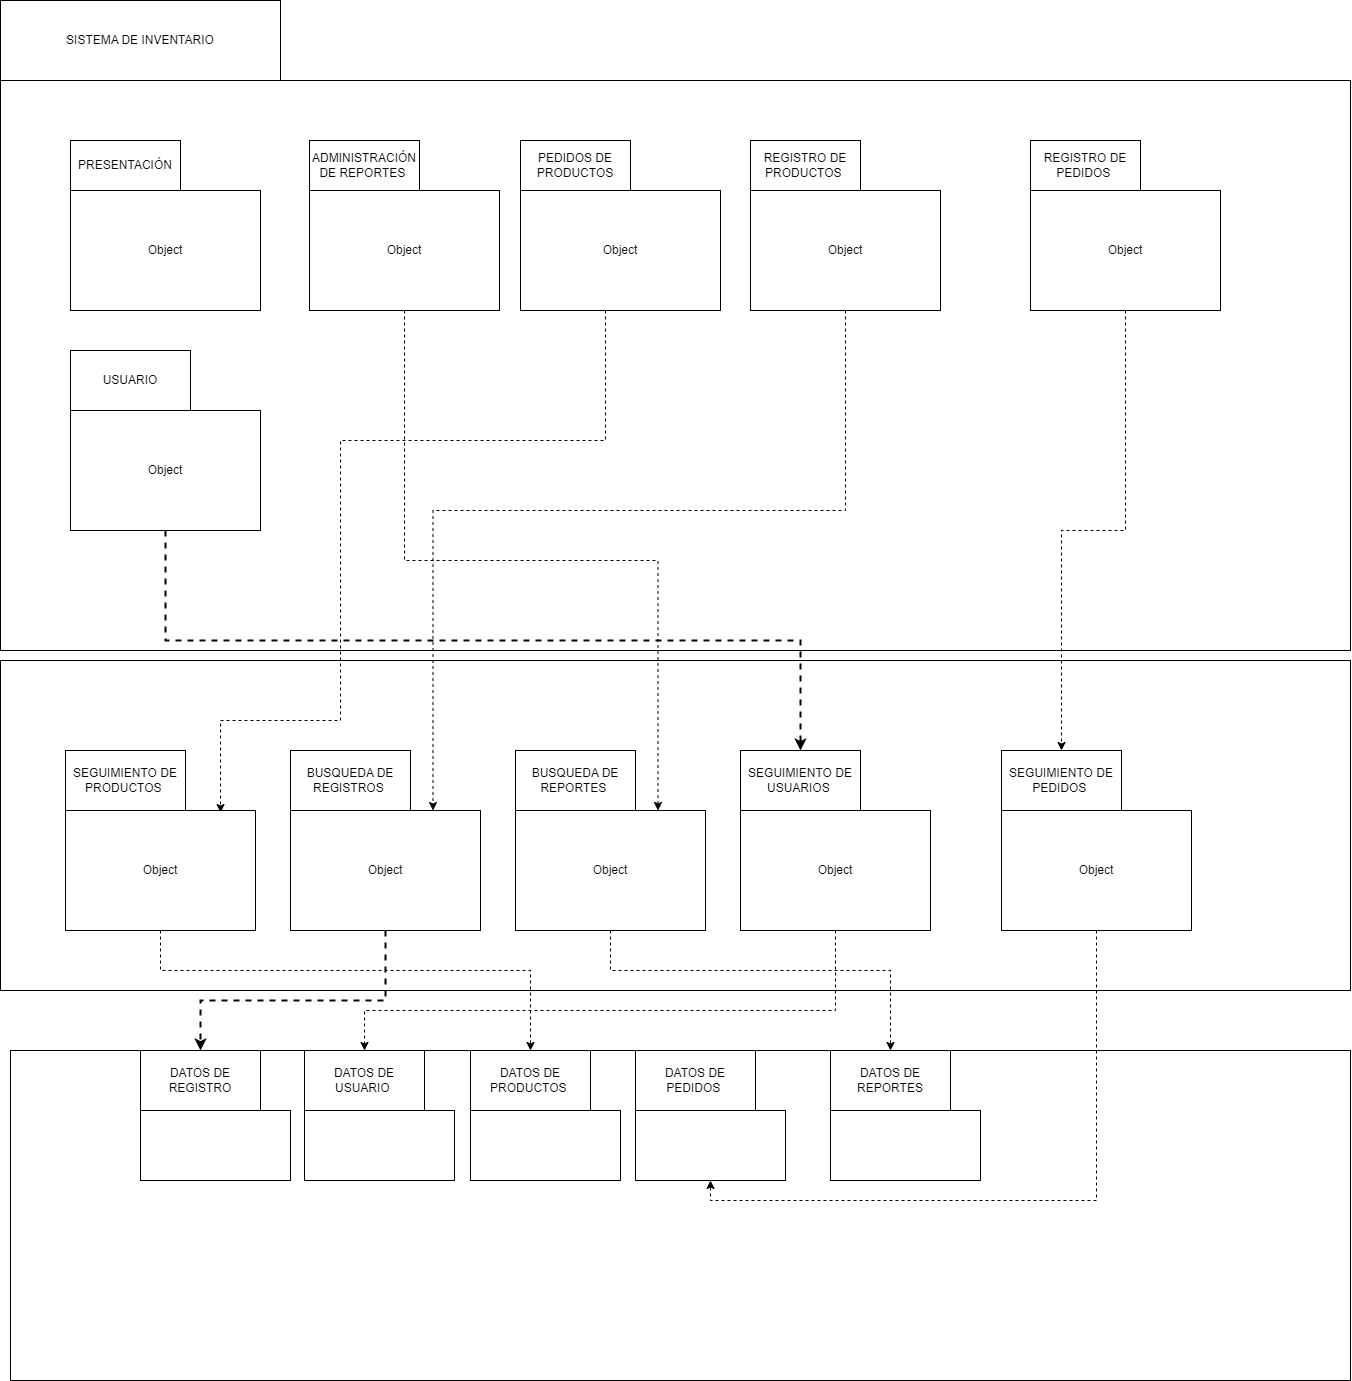 SISTEMA DE INVENTARIO
PRESENTACIÓN
Object
ADMINISTRACIÓN
DE REPORTES
Object
PEDIDOS DE
PRODUCTOS
Object
REGISTRO DE
PRODUCTOS
Object
REGISTRO DE
PEDIDOS
Object
USUARIO
Object
SEGUIMIENTO DE
PRODUCTOS
Object
BUSQUEDA DE
REGISTROS
Object
BUSQUEDA DE
REPORTES
Object
SEGUIMIENTO DE
USUARIOS
Object
SEGUIMIENTO DE
PEDIDOS
Object
DATOS DE
REGISTRO
DATOS DE
USUARIO
DATOS DE
PRODUCTOS
DATOS DE
PEDIDOS
DATOS DE
REPORTES